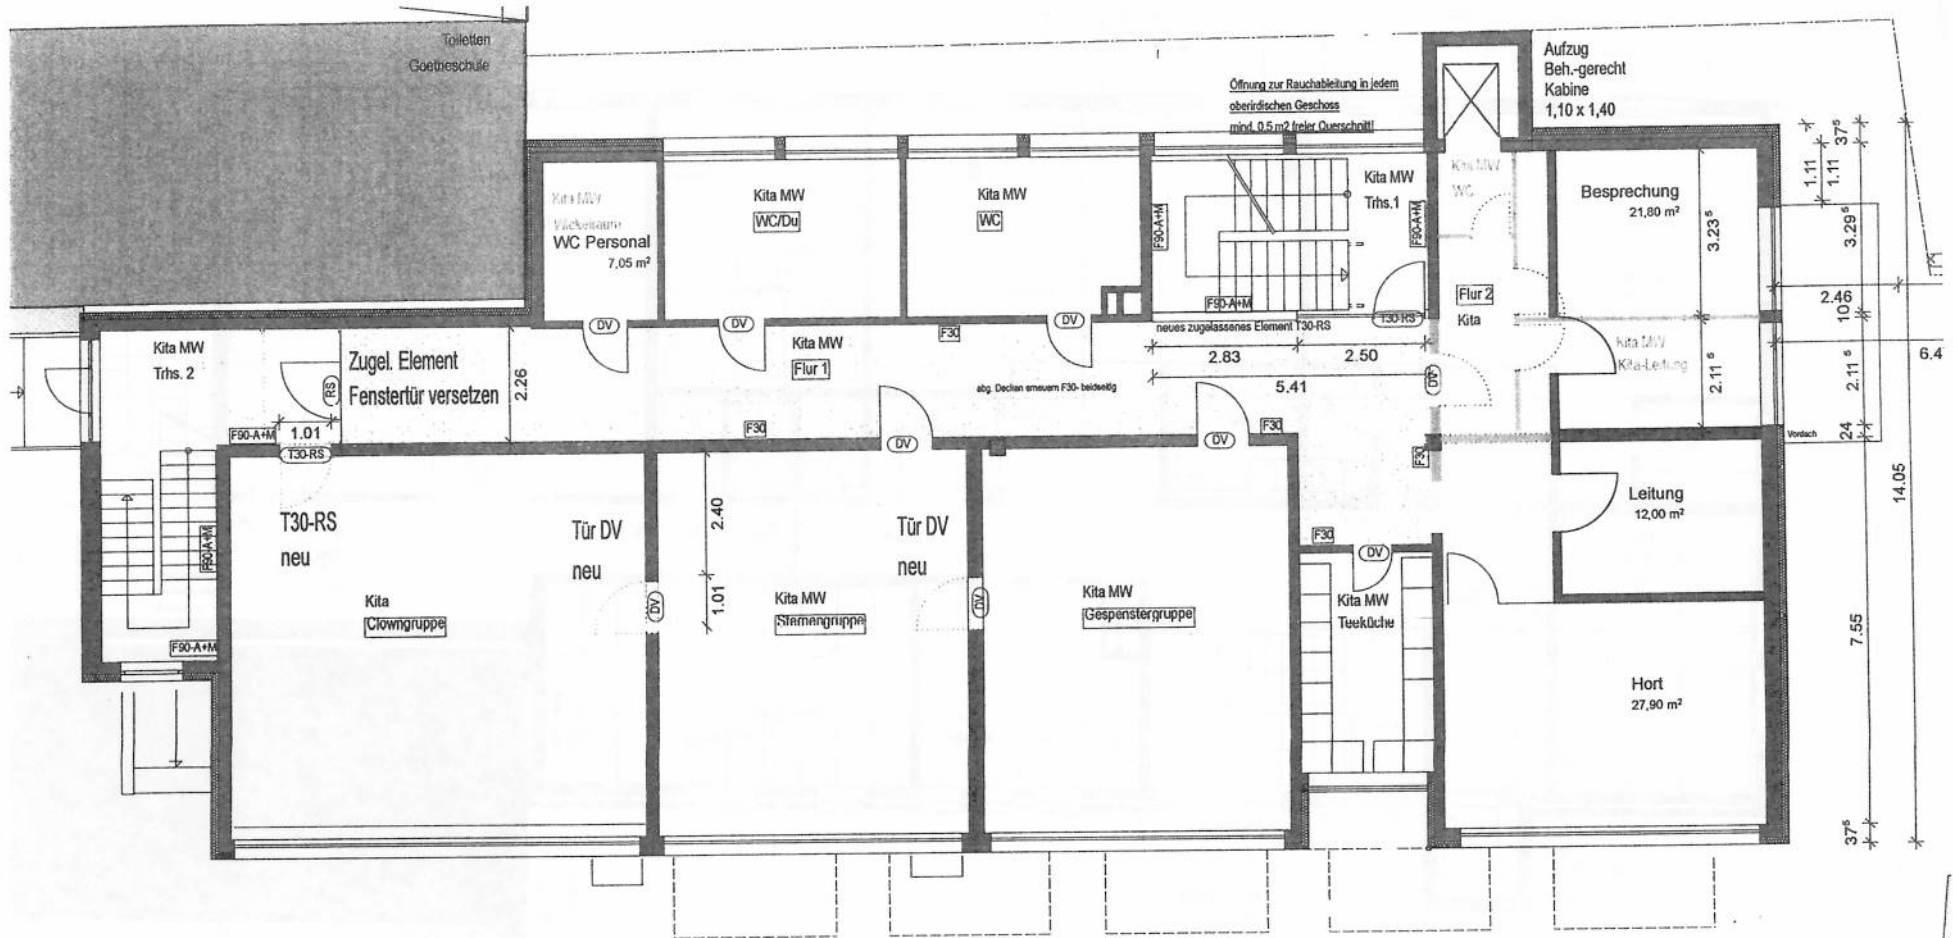 Toiletten
Goetheschule
Öffnung zur Rauchableitung in jedem
oberirdischen Geschoss
mind. 0,5 m2 freier Querschnitt!
Aufzug
Beh.-gerecht
Kabine
1,10 x 1,40
Kita MW
Wickelraum
WC Personal
7,05 m²
Kita MW
WC/Du
Kita MW
WC
F90-A+M
Kita MW
Trhs.1
F90-A+M
F90-A+M
Kita MW
WC
Besprechung
21,80 m²
3.23⁵
1.11
1.11
37⁵
3.29⁵
2.46
10
Flur 2
Kita
Kita MW
Kita-Leitung
2.11⁵
2.11⁵
6.4
24
Vordach
14.05
Kita MW
Trhs. 2
RS
Zugel. Element
Fenstertür versetzen
2.26
DV
DV
Kita MW
Flur 1
F30
DV
neues zugelassenes Element T30-RS
T30-RS
2.83
2.50
5.41
abg. Decken erneuern F30- beidseitig
DV
F90-A+M
1.01
T30-RS
F30
DV
DV
F30
F30
F90-A+M
T30-RS
neu
Tür DV
neu
2.40
1.01
DV
Tür DV
neu
DV
F30
DV
Leitung
12,00 m²
Kita
Clowngruppe
Kita MW
Sternengruppe
Kita MW
Gespenstergruppe
Kita MW
Teeküche
F90-A+M
Hort
27,90 m²
7.55
37⁵